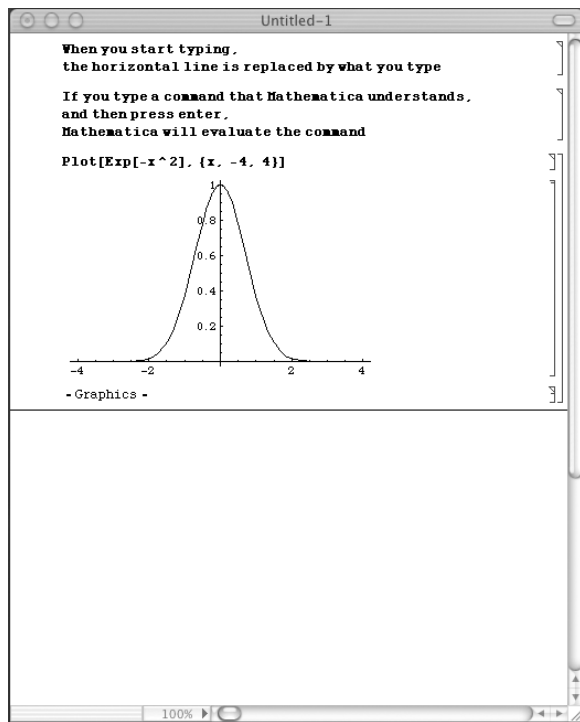 Untitled-1
When you start typing,
the horizontal line is replaced by what you type
If you type a command that Mathematica understands,
and then press enter,
Mathematica will evaluate the command
Plot[Exp[-x^2], {x, -4, 4}]
1
0.8
0.6
0.4
0.2
-4 -2 2 4
- Graphics -
100%